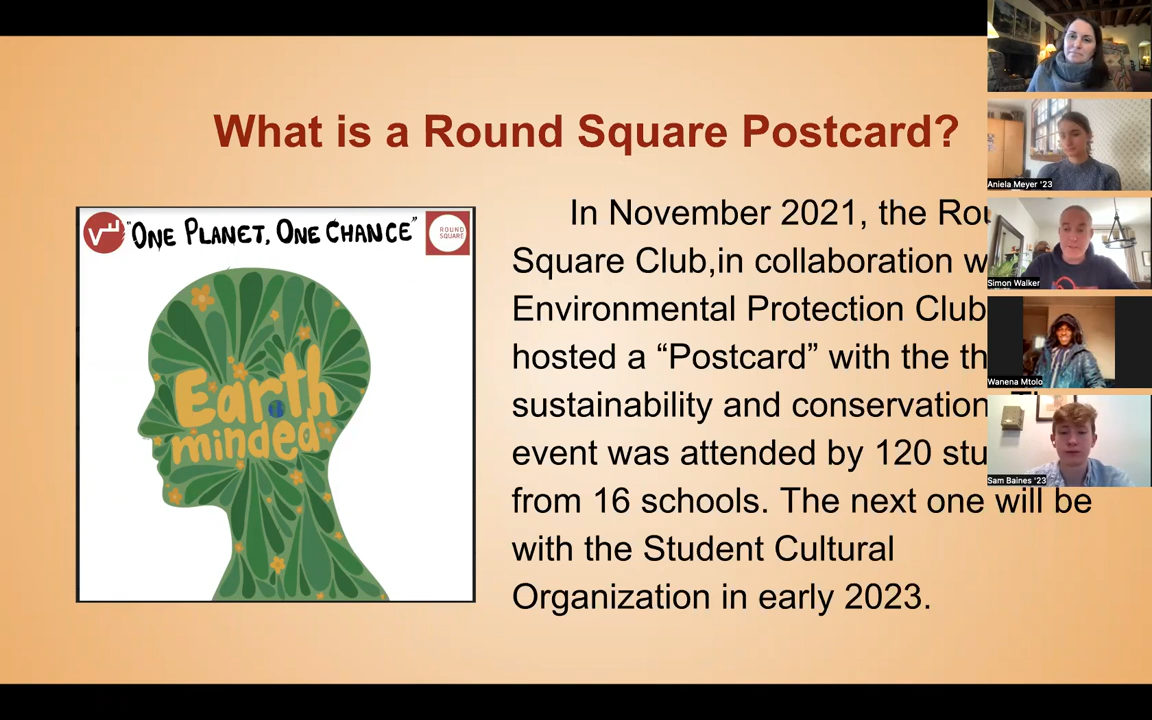 What is a Round Square Postcard?
"ONE PLANET, ONE CHANCE"
ROUND
SQUARE
Earth
minded
In November 2021, the
Square Club,in collaboration
Environmental Protection Club
hosted a “Postcard” with the
sustainability and conservation
event was attended by 120
from 16 schools. The next one will be
with the Student Cultural
Organization in early 2023.
Aniela Meyer '23
Simon Walker
Wanena Mtolo
Sam Baines '23